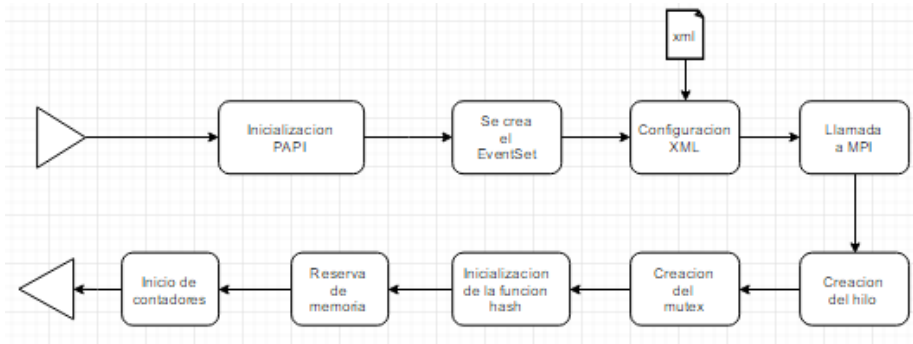 xml
Inicializacion
PAPI
Se crea
el
EventSet
Configuracion
XML
Llamada
a MPI
Creacion
del hilo
Creacion
del
mutex
Inicializacion
de la funcion
hash
Reserva
de
memoria
Inicio de
contadores